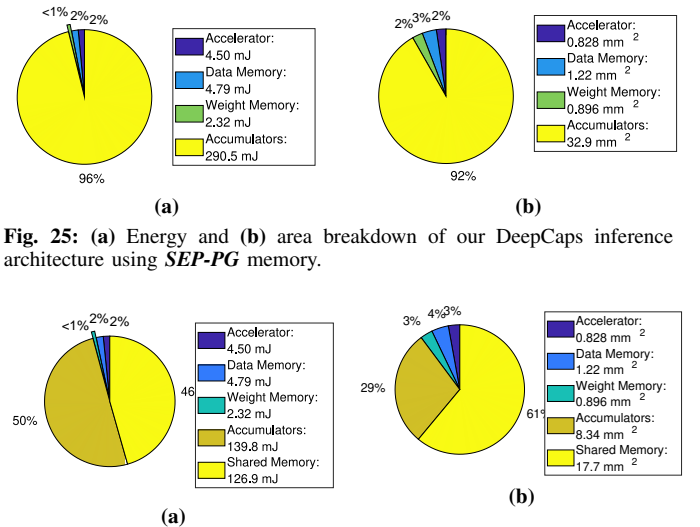 <1%
2%
2%
96%
Accelerator:
4.50 mJ
Data Memory:
4.79 mJ
Weight Memory:
2.32 mJ
Accumulators:
290.5 mJ
(a)
2%
3%
2%
92%
Accelerator:
0.828 mm 2
Data Memory:
1.22 mm 2
Weight Memory:
0.896 mm 2
Accumulators:
32.9 mm 2
(b)
Fig. 25: (a) Energy and (b) area breakdown of our DeepCaps inference
architecture using SEP-PG memory.
<1%
2%
2%
50%
46
Accelerator:
4.50 mJ
Data Memory:
4.79 mJ
Weight Memory:
2.32 mJ
Accumulators:
139.8 mJ
Shared Memory:
126.9 mJ
(a)
3%
4%
3%
29%
61%
Accelerator:
0.828 mm 2
Data Memory:
1.22 mm 2
Weight Memory:
0.896 mm 2
Accumulators:
8.34 mm 2
Shared Memory:
17.7 mm 2
(b)